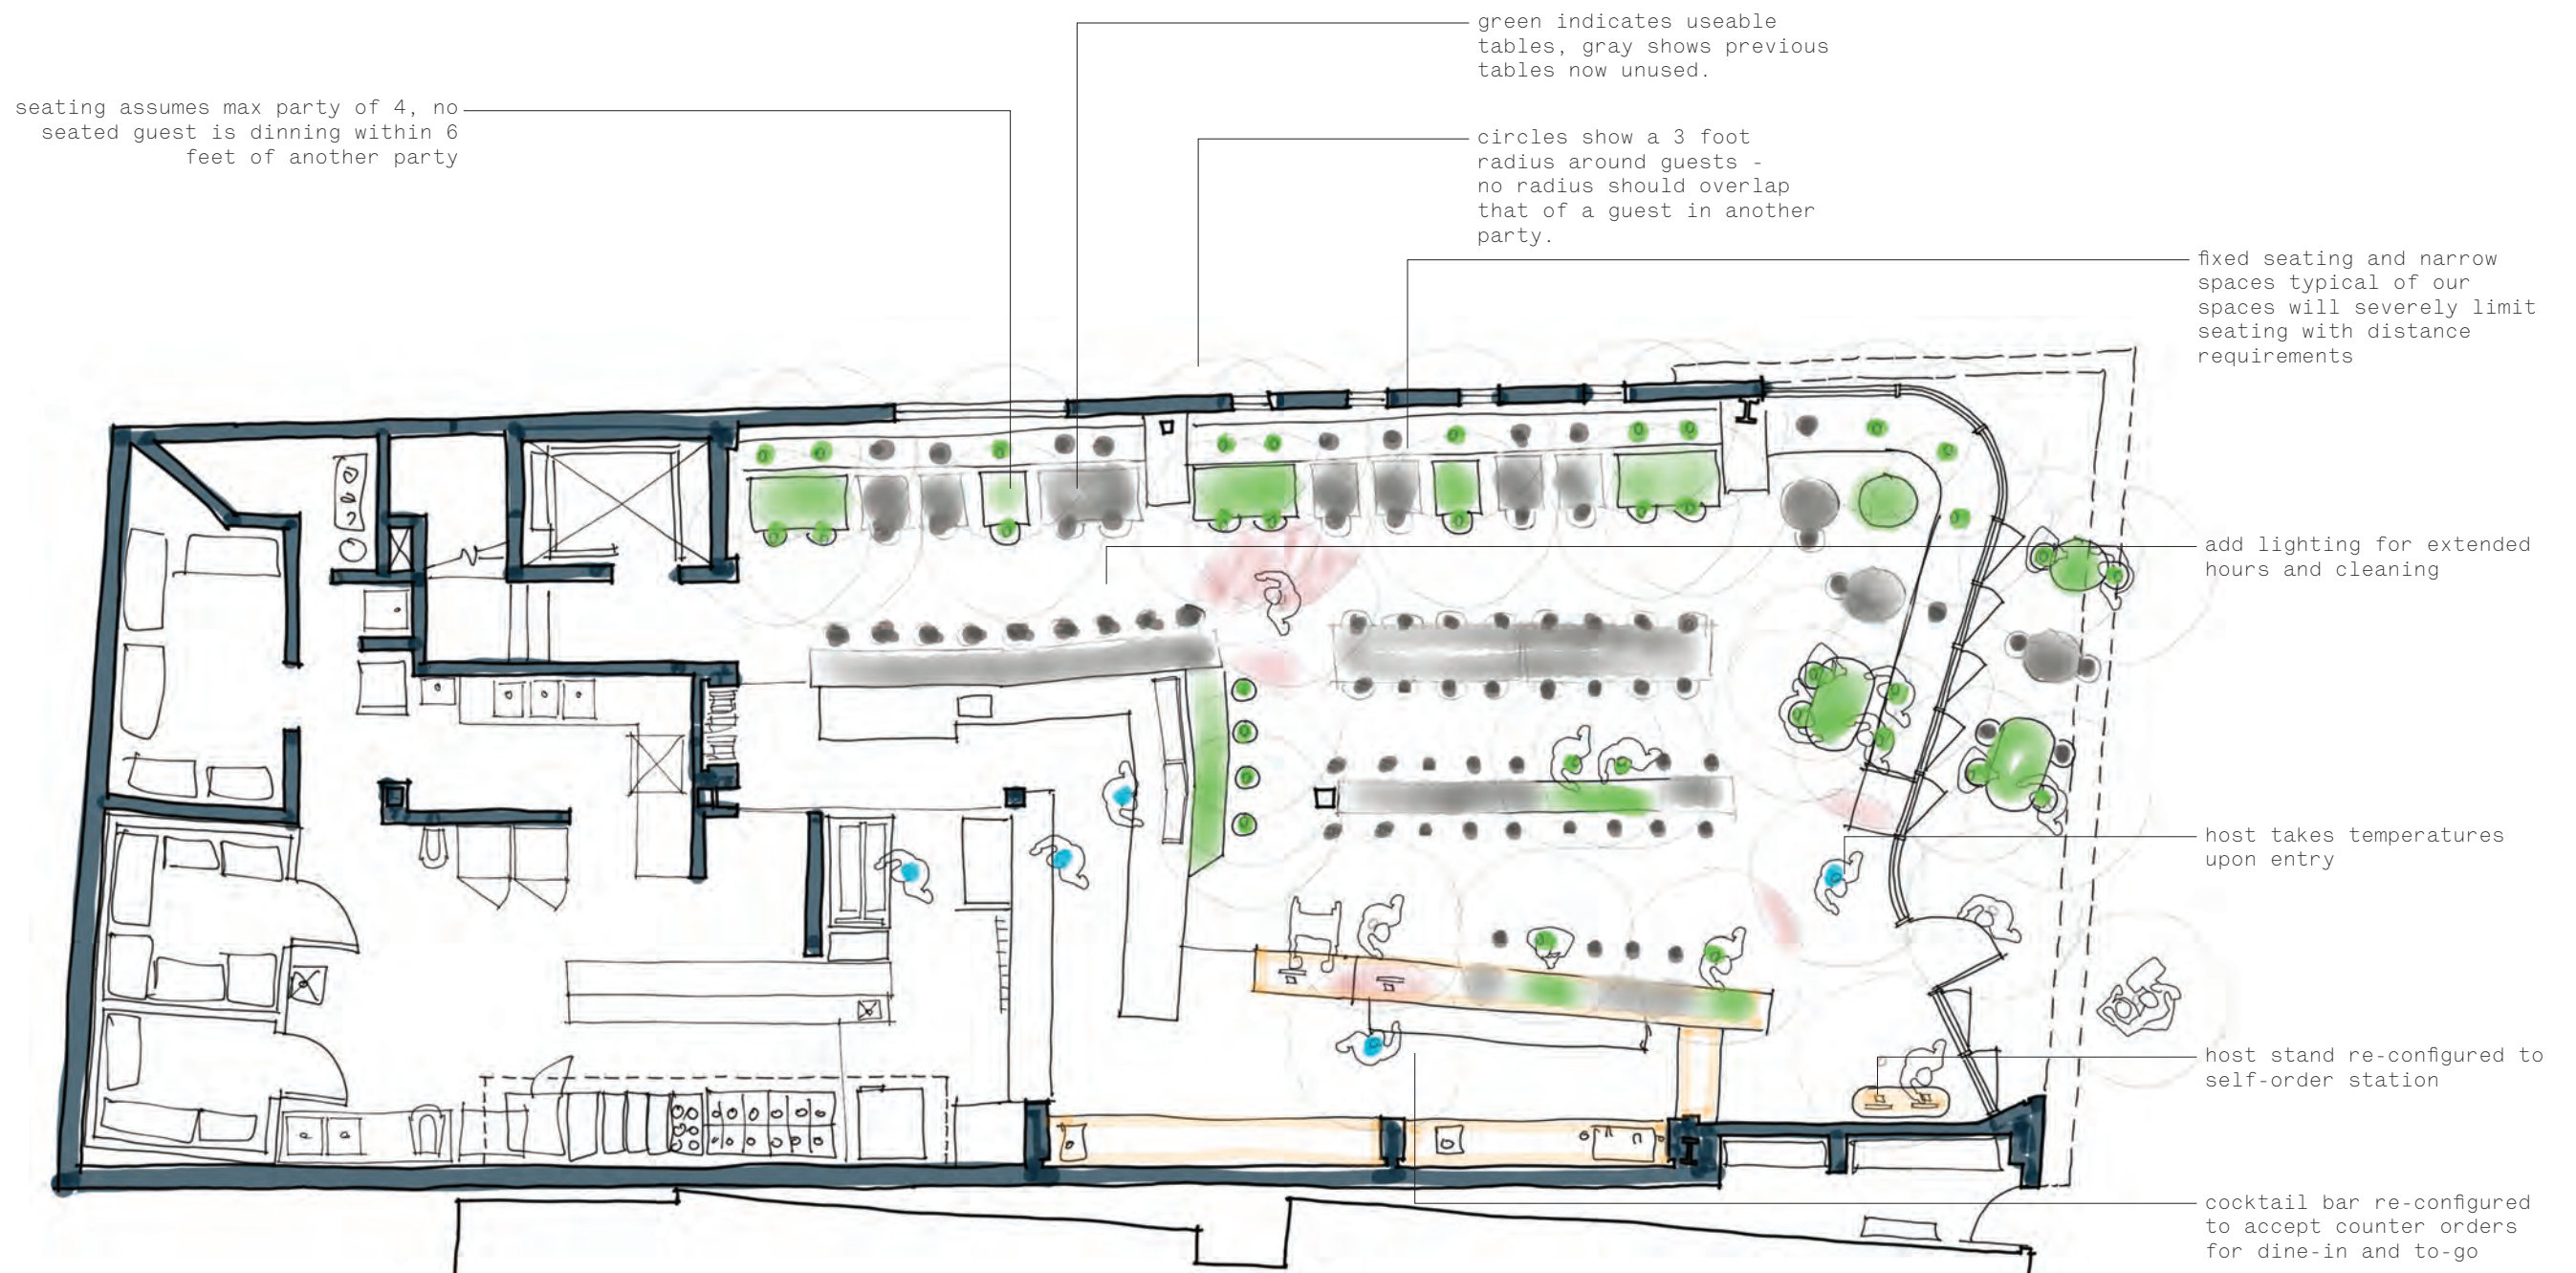 green indicates useable
tables, gray shows previous
tables now unused.
seating assumes max party of 4, no
seated guest is dinning within 6
feet of another party
circles show a 3 foot
radius around guests -
no radius should overlap
that of a guest in another
party.
fixed seating and narrow
spaces typical of our
spaces will severely limit
seating with distance
requirements
add lighting for extended
hours and cleaning
host takes temperatures
upon entry
host stand re-configured to
self-order station
cocktail bar re-configured
to accept counter orders
for dine-in and to-go